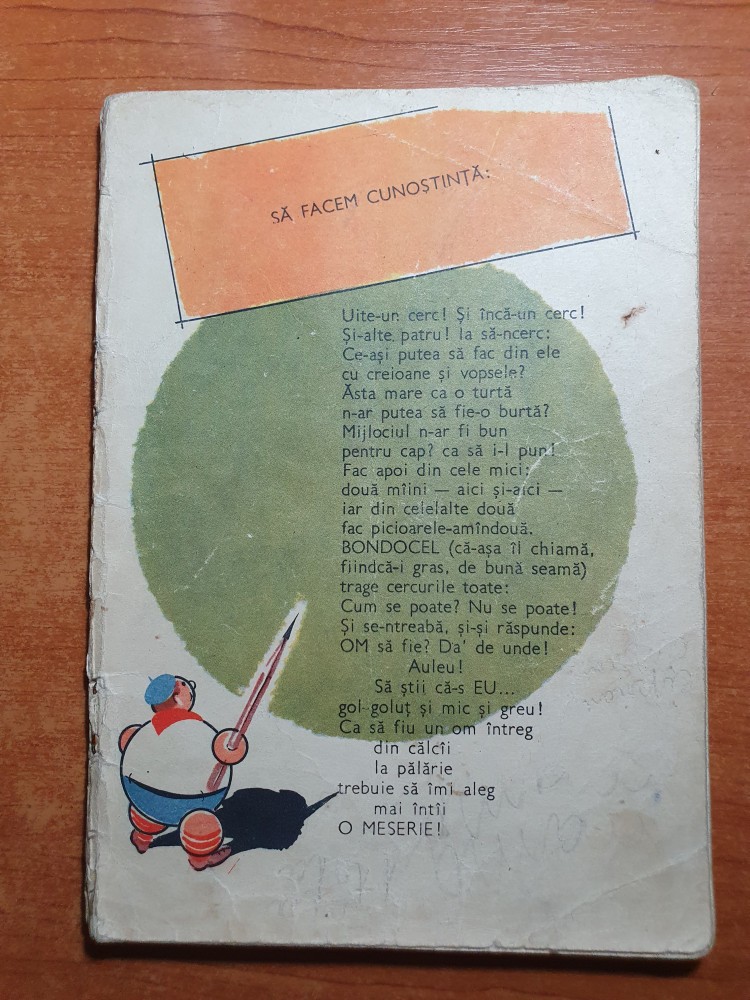 SĂ FACEM CUNOȘTINȚĂ:
Uite-un cerc! Și încă-un cerc!
Și-alte patru! Ia să-ncerc:
Ce-ași putea să fac din ele
cu creioane și vopsele?
Ăsta mare ca o turtă
n-ar putea să fie-o burtă?
Mijlociul n-ar fi bun
pentru cap? ca să i-l pun!
Fac apoi din cele mici:
două mîini — aici și-aici —
iar din celelalte două
fac picioarele-amîndouă.
BONDOCEL (că-așa îl chiamă,
fiindcă-i gras, de bună seamă)
trage cercurile toate:
Cum se poate? Nu se poate!
Și se-ntreabă, și-și răspunde:
OM să fie? Da' de unde!
Auleu!
Să știi că-s EU...
gol goluț și mic și greu!
Ca să fiu un om întreg
din călcîi
la pălărie
trebuie să îmi aleg
mai întîi
O MESERIE!